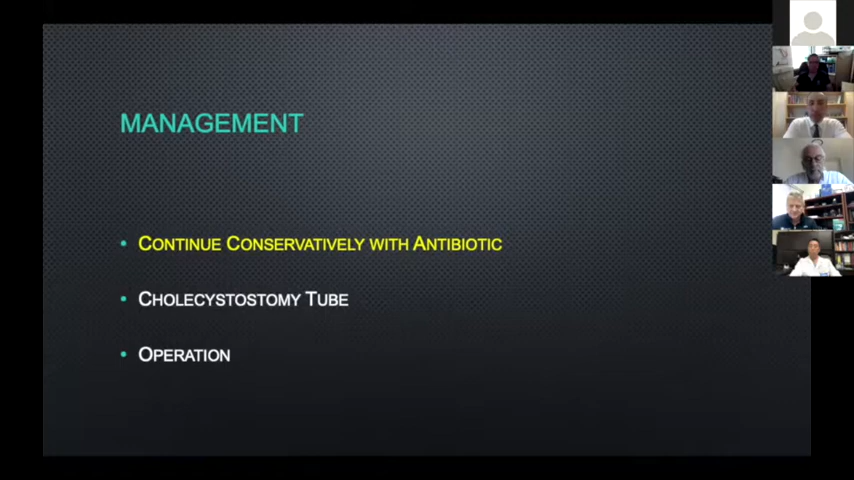 MANAGEMENT
• CONTINUE CONSERVATIVELY WITH ANTIBIOTIC
• CHOLECYSTOSTOMY TUBE
• OPERATION